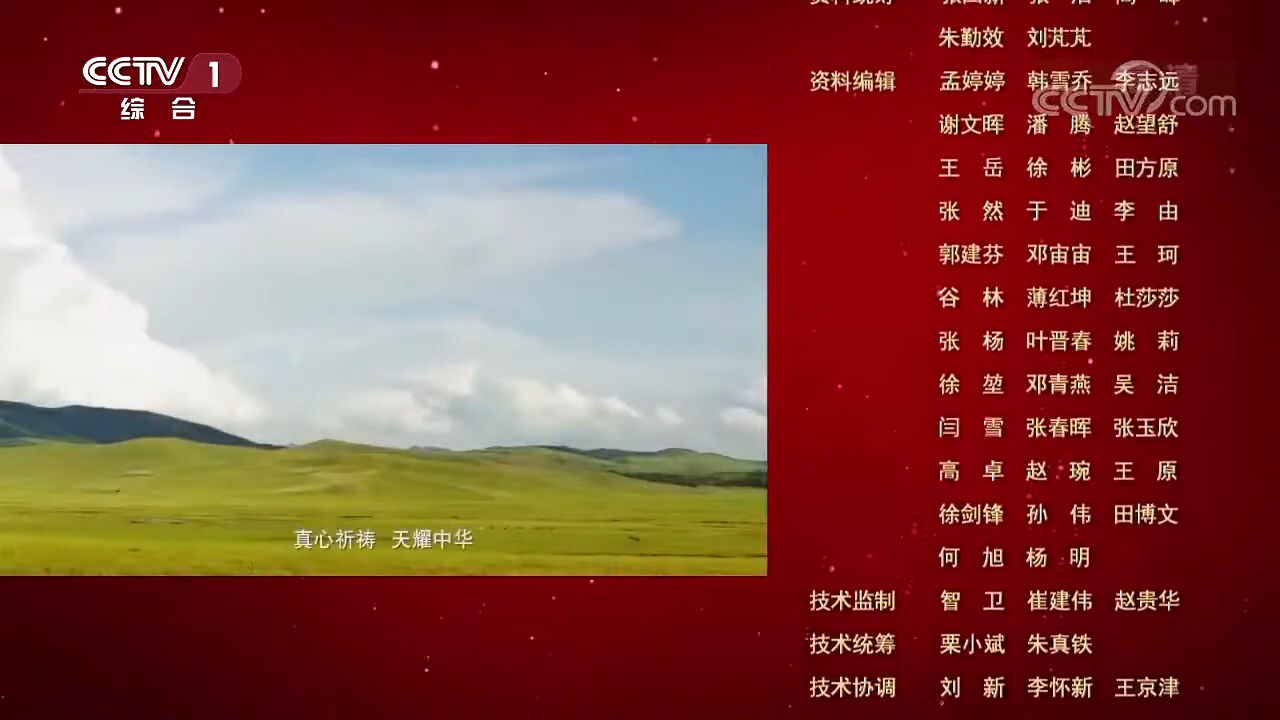 CCTV 1
综合
CCTV.com
朱勤效 刘芃芃
资料编辑 孟婷婷 韩雪乔 李志远
谢文晖 潘腾 赵望舒
王岳 徐彬 田方原
张然 于迪 李由
郭建芬 邓宙宙 王珂
谷林 薄红坤 杜莎莎
张杨 叶晋春 姚莉
徐堃 邓青燕 吴洁
闫雪 张春晖 张玉欣
高卓 赵琬 王原
徐剑锋 孙伟 田博文
何旭 杨明
真心祈祷 天耀中华
技术监制 智卫 崔建伟 赵贵华
技术统筹 栗小斌 朱真铁
技术协调 刘新 李怀新 王京津